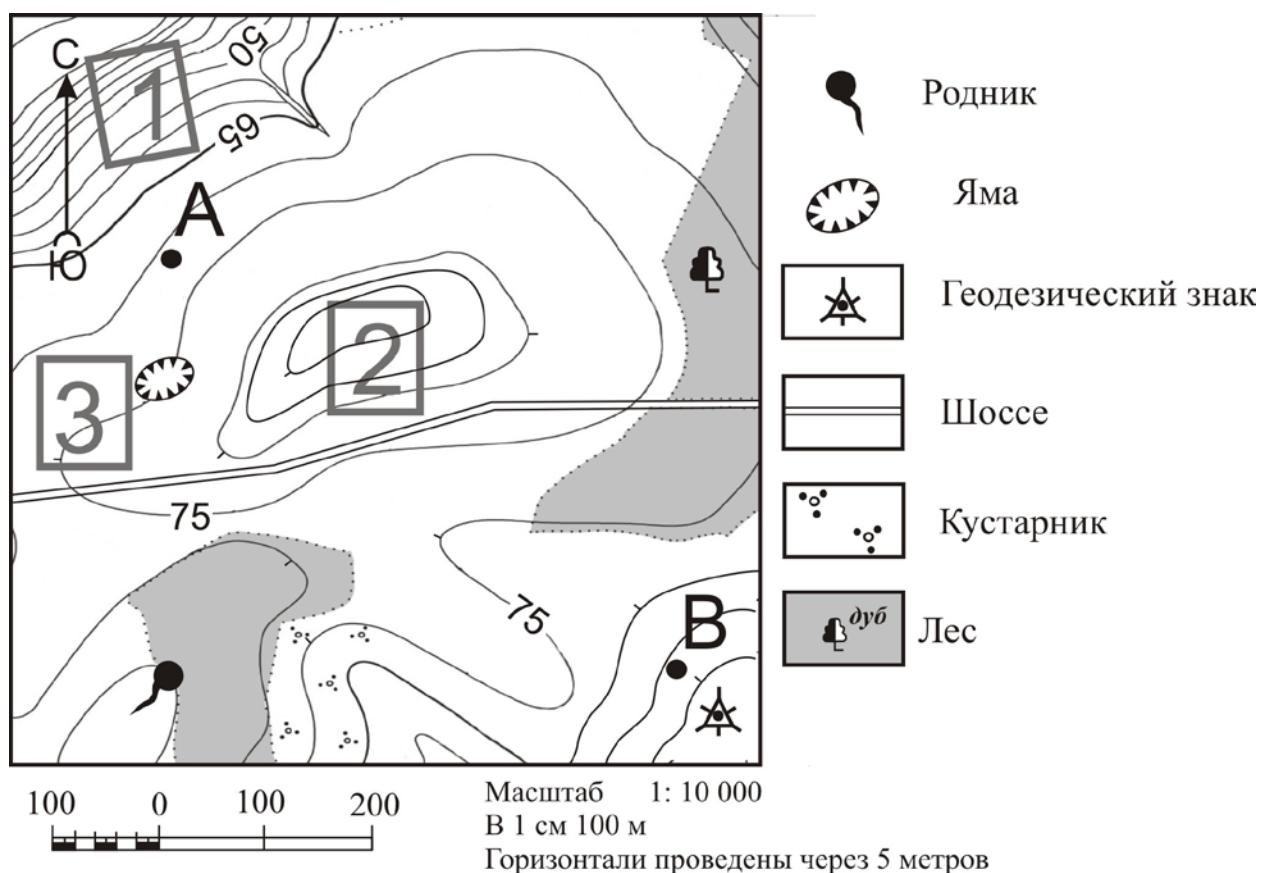 С
50
1
65
А
Ю
2
3
75
75
В
Родник
Яма
Геодезический знак
Шоссе
Кустарник
дуб
Лес
100 0 100 200
Масштаб 1: 10 000
В 1 см 100 м
Горизонтали проведены через 5 метров